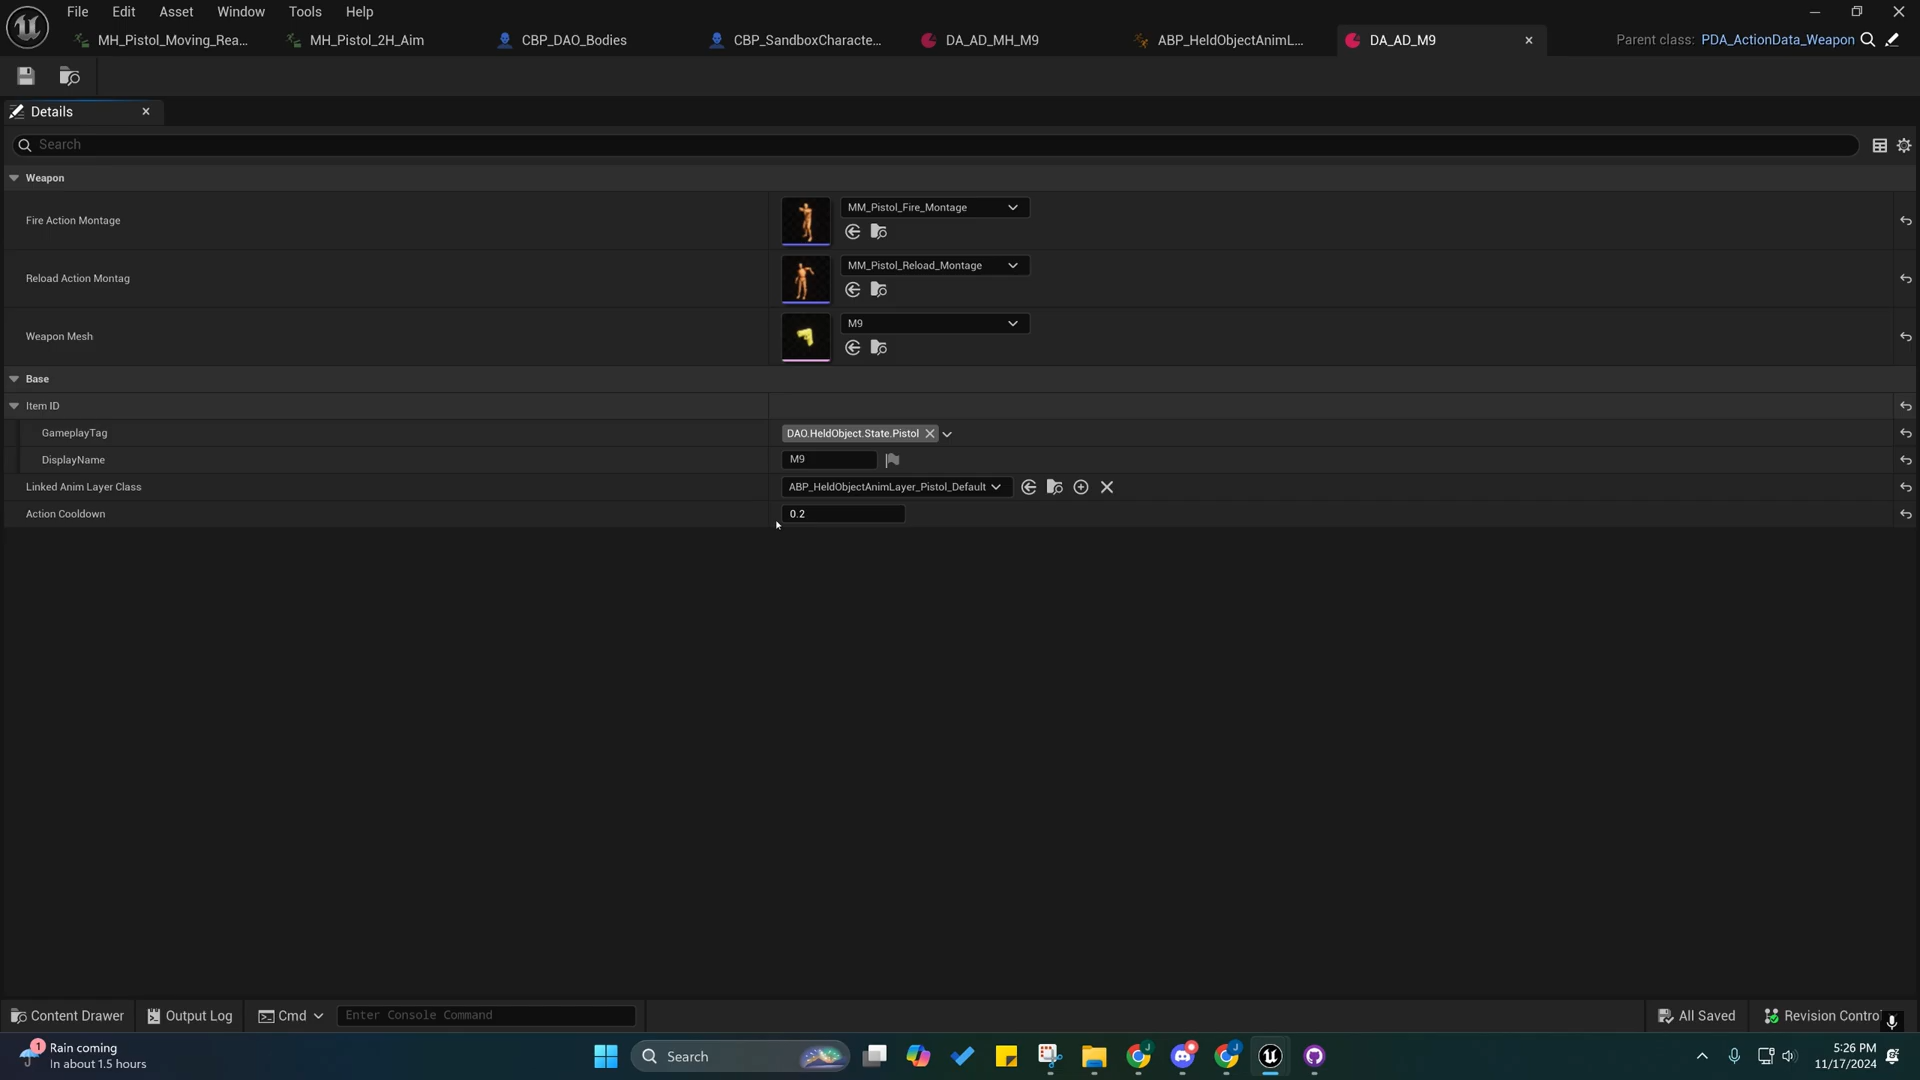 File Edit Asset Window Tools Help
MH_Pistol_Moving_Rea... MH_Pistol_2H_Aim CBP_DAO_Bodies CBP_SandboxCharacte... DA_AD_MH_M9 ABP_HeldObjectAnimL... DA_AD_M9 Parent class: PDA_ActionData_Weapon
Details
Search
Weapon
Fire Action Montage MM_Pistol_Fire_Montage
Reload Action Montag MM_Pistol_Reload_Montage
Weapon Mesh M9
Base
Item ID
GameplayTag DAO.HeldObject.State.Pistol
DisplayName M9
Linked Anim Layer Class ABP_HeldObjectAnimLayer_Pistol_Default
Action Cooldown 0.2
Content Drawer Output Log Cmd Enter Console Command All Saved Revision Contro
1 Rain coming Search J J 5:26 PM
In about 1.5 hours 11/17/2024